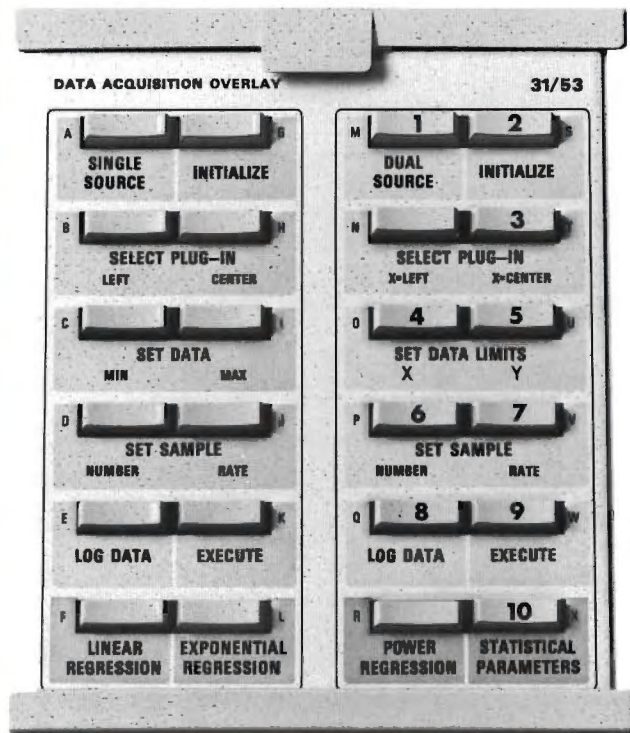 DATA ACQUISITION OVERLAY 31/53
A G
SINGLE SOURCE INITIALIZE
B H
SELECT PLUG-IN
LEFT CENTER
C I
SET DATA
MIN MAX
D J
SET SAMPLE
NUMBER RATE
E K
LOG DATA EXECUTE
F L
LINEAR EXPONENTIAL
REGRESSION REGRESSION
M 1 2 S
DUAL
SOURCE INITIALIZE
N 3 T
SELECT PLUG-IN
X=LEFT X=CENTER
O 4 5 U
SET DATA LIMITS
X Y
P 6 7 V
SET SAMPLE
NUMBER RATE
Q 8 9 W
LOG DATA EXECUTE
R 10 X
POWER STATISTICAL
REGRESSION PARAMETERS